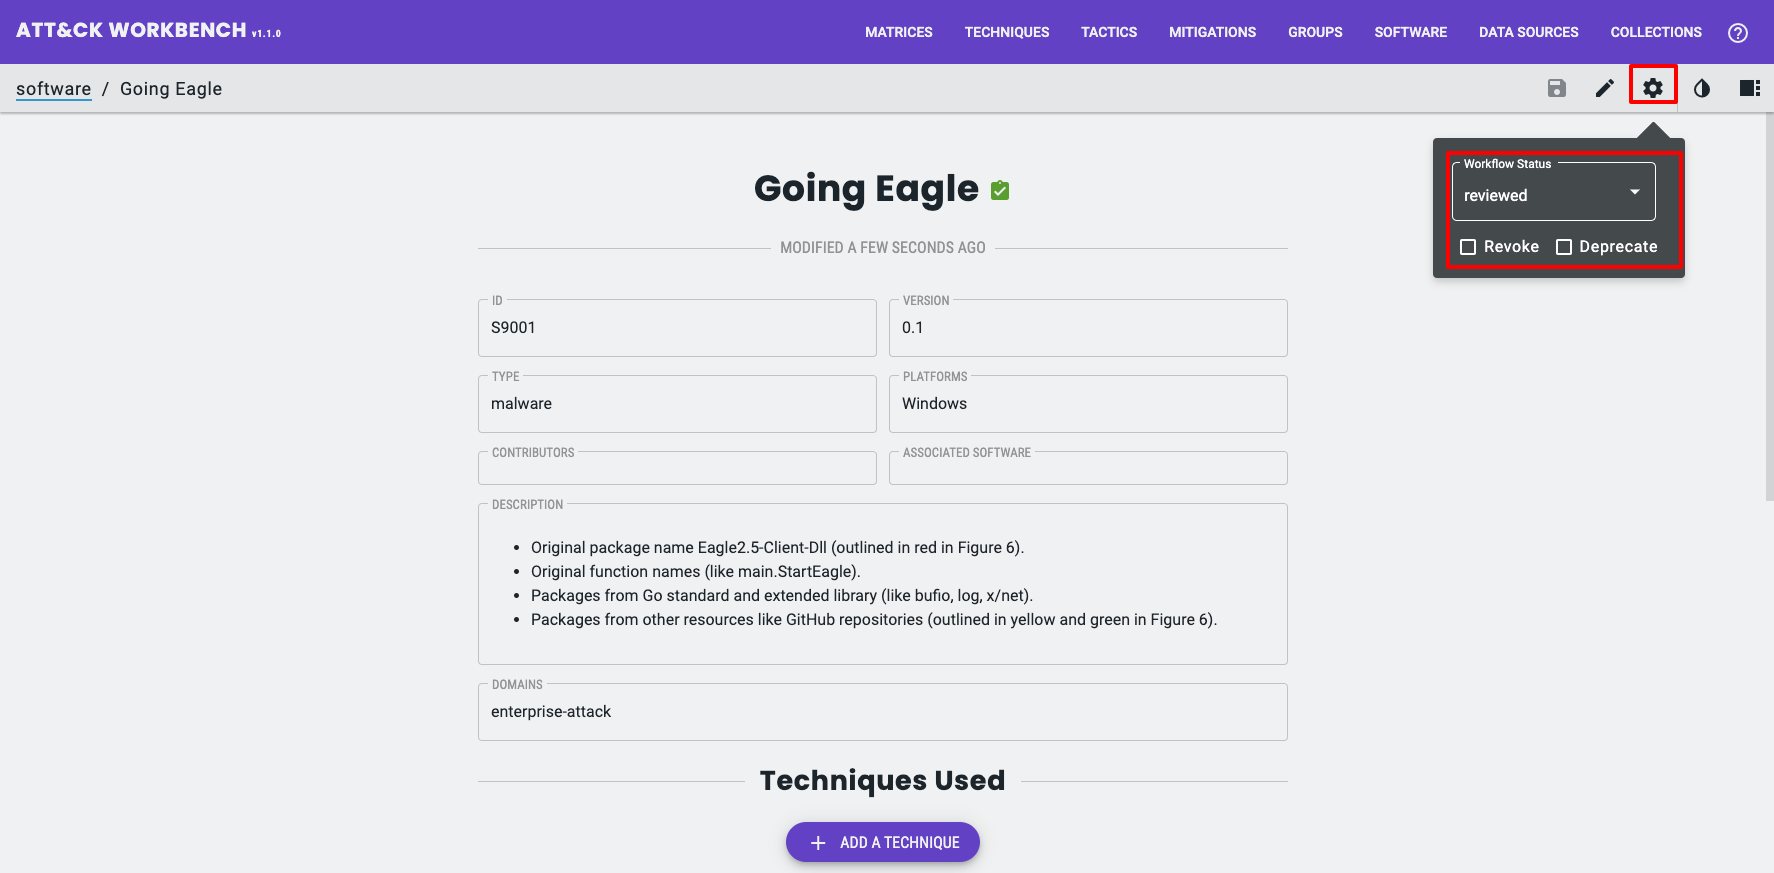 ATT&CK WORKBENCH v1.1.0
MATRICES TECHNIQUES TACTICS MITIGATIONS GROUPS SOFTWARE DATA SOURCES COLLECTIONS ?
software / Going Eagle
Workflow Status
reviewed
Revoke Deprecate
Going Eagle
MODIFIED A FEW SECONDS AGO
ID
S9001
VERSION
0.1
TYPE
malware
PLATFORMS
Windows
CONTRIBUTORS
ASSOCIATED SOFTWARE
DESCRIPTION
• Original package name Eagle2.5-Client-Dll (outlined in red in Figure 6).
• Original function names (like main.StartEagle).
• Packages from Go standard and extended library (like bufio, log, x/net).
• Packages from other resources like GitHub repositories (outlined in yellow and green in Figure 6).
DOMAINS
enterprise-attack
Techniques Used
+ ADD A TECHNIQUE